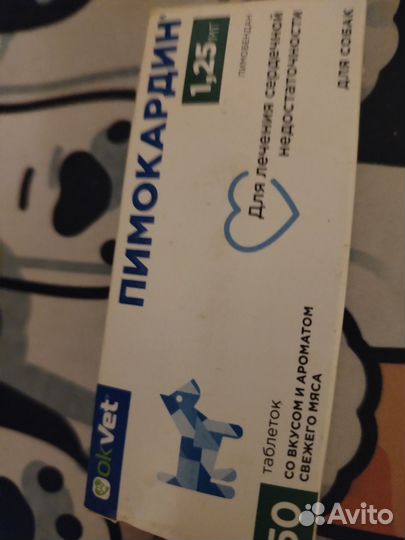 okvet
ПИМОКАРДИН®
1,25 мг
ПИМОБЕНДАН
Для лечения сердечной
недостаточности
ДЛЯ СОБАК
50
таблеток
СО ВКУСОМ И АРОМАТОМ
СВЕЖЕГО МЯСА
Avito